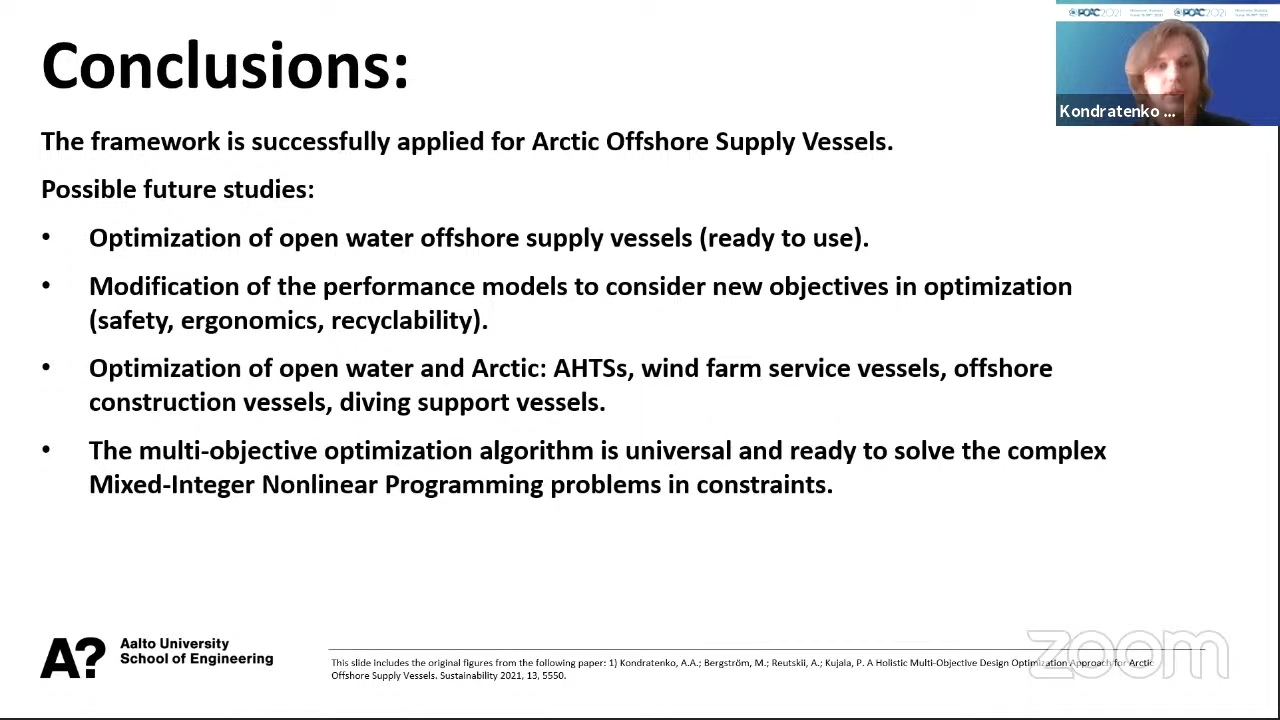 Conclusions:
POAC 2021
POAC 2021
Kondratenko ...
The framework is successfully applied for Arctic Offshore Supply Vessels.
Possible future studies:
• Optimization of open water offshore supply vessels (ready to use).
• Modification of the performance models to consider new objectives in optimization
(safety, ergonomics, recyclability).
• Optimization of open water and Arctic: AHTSs, wind farm service vessels, offshore
construction vessels, diving support vessels.
• The multi-objective optimization algorithm is universal and ready to solve the complex
Mixed-Integer Nonlinear Programming problems in constraints.
A?
Aalto University
School of Engineering
This slide includes the original figures from the following paper: 1) Kondratenko, A.A.; Bergström, M.; Reutskii, A.; Kujala, P. A Holistic Multi-Objective Design Optimization Approach for Arctic
Offshore Supply Vessels. Sustainability 2021, 13, 5550.
zoom